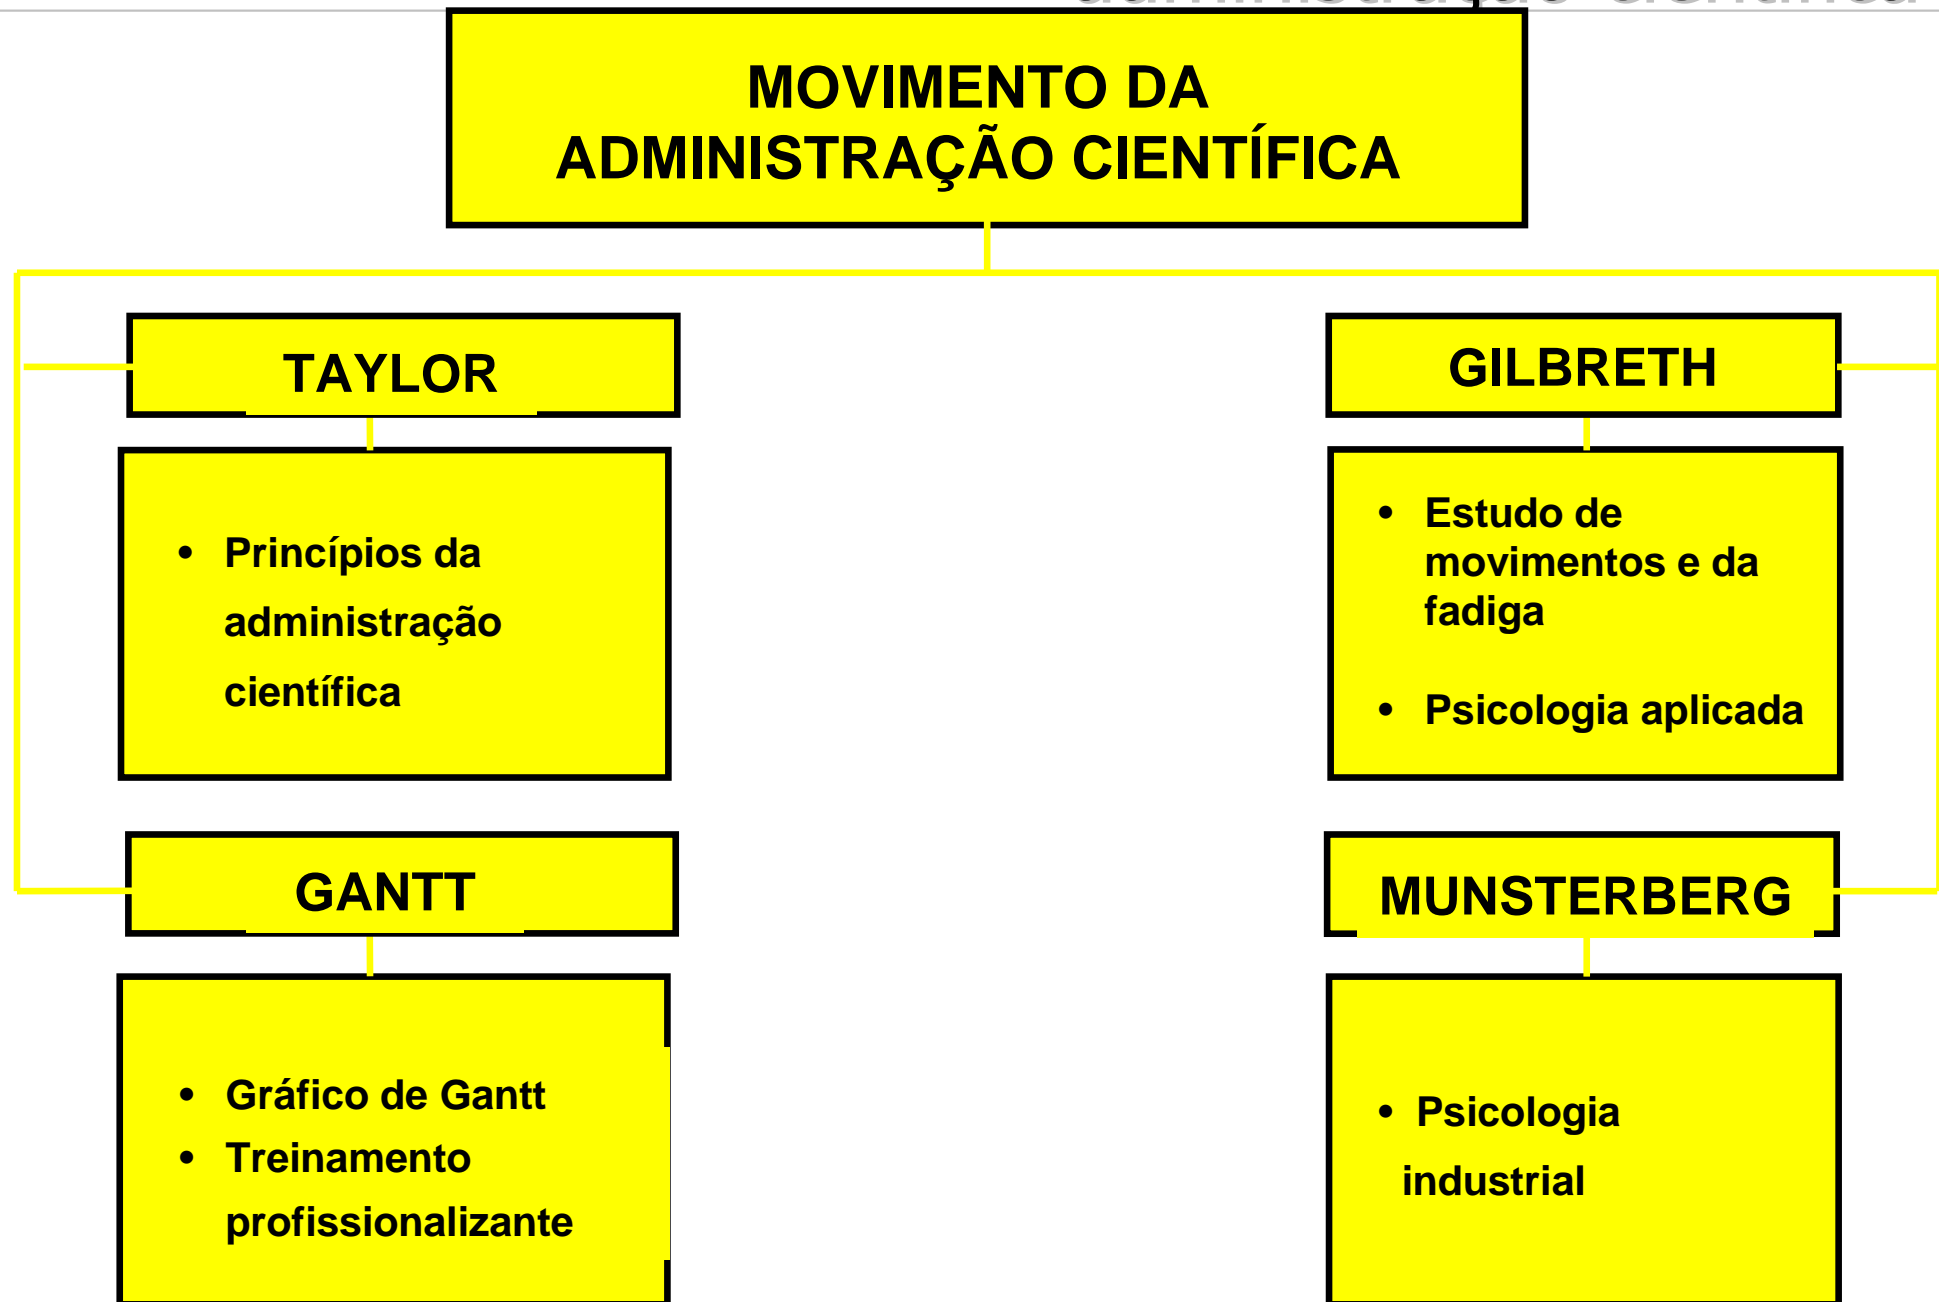 MOVIMENTO DA
ADMINISTRAÇÃO CIENTÍFICA
TAYLOR
• Princípios da
administração
científica
GILBRETH
• Estudo de
movimentos e da
fadiga
• Psicologia aplicada
GANTT
• Gráfico de Gantt
• Treinamento
profissionalizante
MUNSTERBERG
• Psicologia
industrial